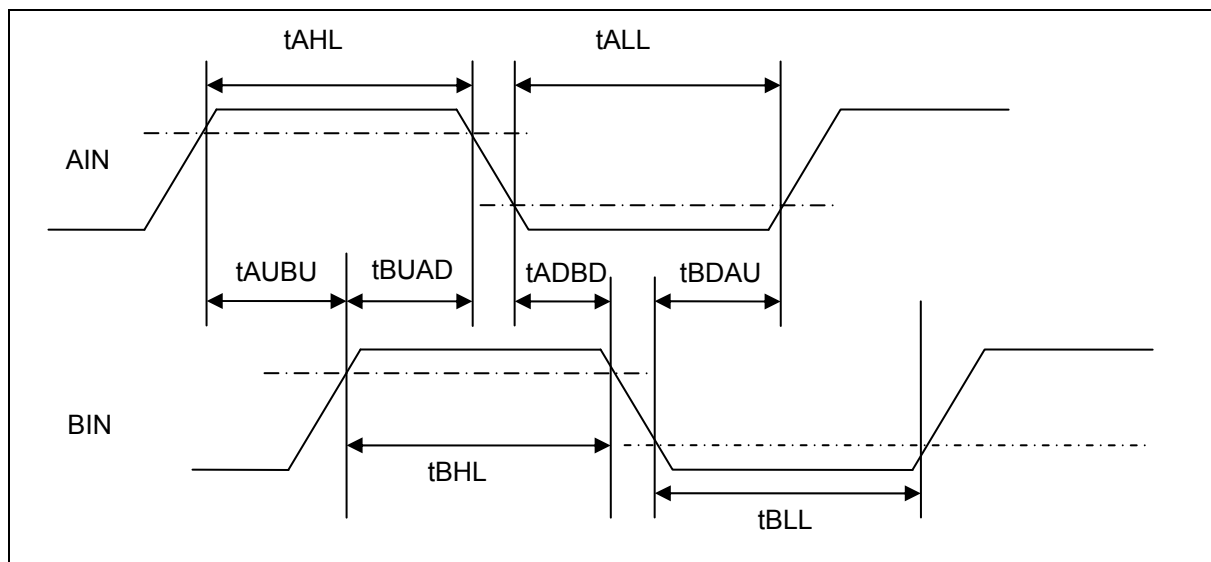 tAHL tALL
AIN
tAUBU tBUAD tADBD tBDAU
BIN
tBHL
tBLL